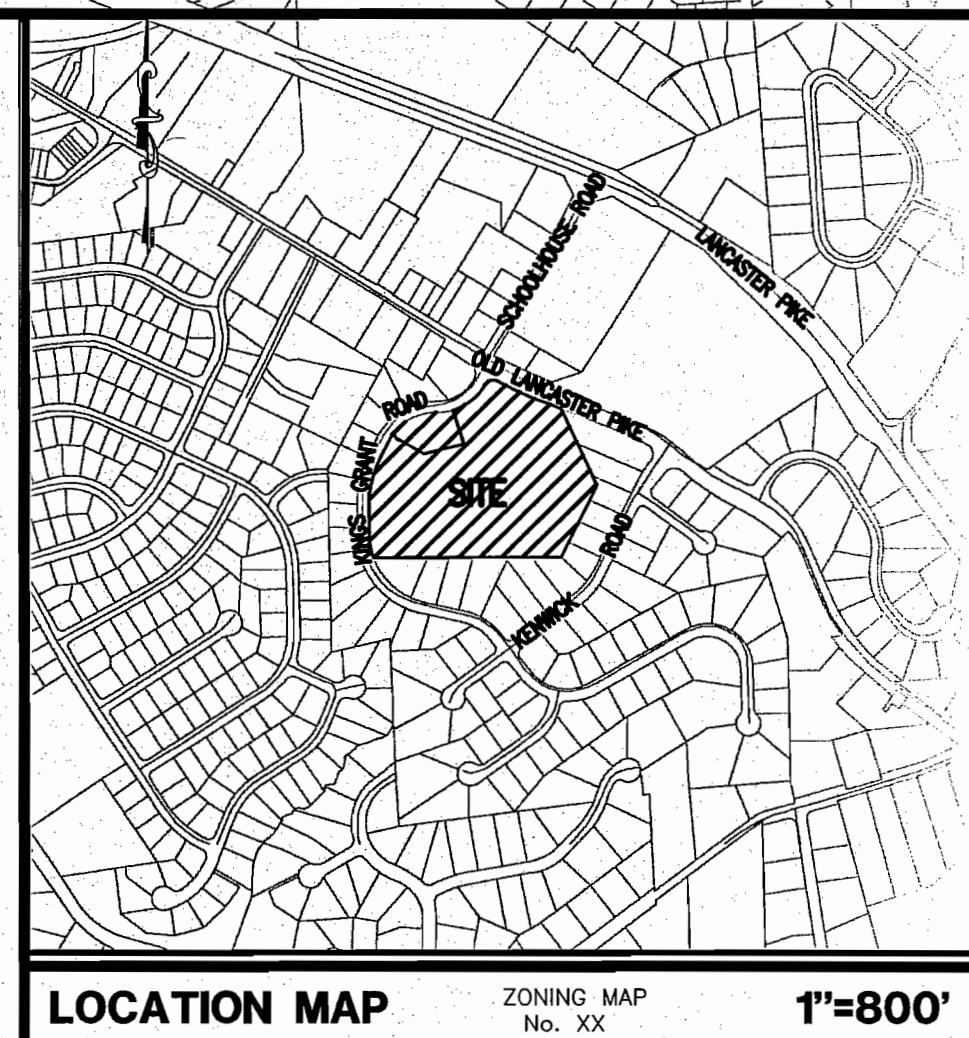 SCHOOLHOUSE ROAD
LANCASTER PIKE
OLD LANCASTER PIKE
KINGS GRANT ROAD
SITE
KENWICK ROAD
LOCATION MAP
ZONING MAP
No. XX
1"=800'